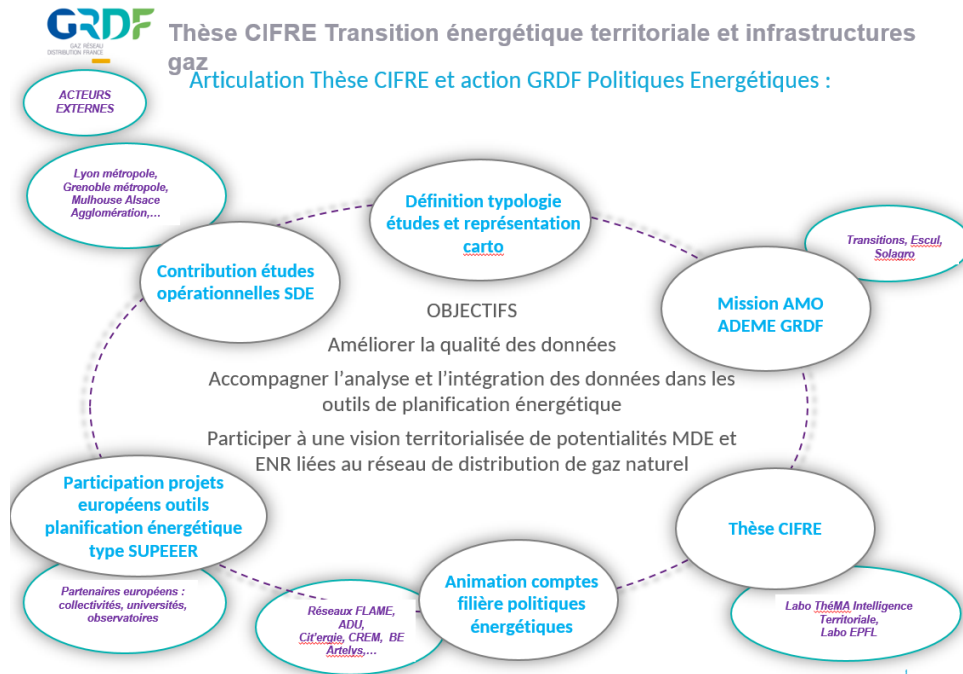 GRDF
GAZ RÉSEAU
DISTRIBUTION FRANCE
Thèse CIFRE Transition énergétique territoriale et infrastructures
gaz
Articulation Thèse CIFRE et action GRDF Politiques Energétiques :
ACTEURS
EXTERNES
Lyon métropole,
Grenoble métropole,
Mulhouse Alsace
Agglomération,...
Contribution études
opérationnelles SDE
Définition typologie
études et représentation
carto
Transitions, Escul,
Solagro
Mission AMO
ADEME GRDF
OBJECTIFS
Améliorer la qualité des données
Accompagner l’analyse et l’intégration des données dans les
outils de planification énergétique
Participer à une vision territorialisée de potentialités MDE et
ENR liées au réseau de distribution de gaz naturel
Participation projets
européens outils
planification énergétique
type SUPEEER
Partenaires européens :
collectivités, universités,
observatoires
Réseaux FLAME,
ADU,
Cit'ergie, CREM, BE
Artelys,...
Animation comptes
filière politiques
énergétiques
Thèse CIFRE
Labo ThéMA Intelligence
Territoriale,
Labo EPFL